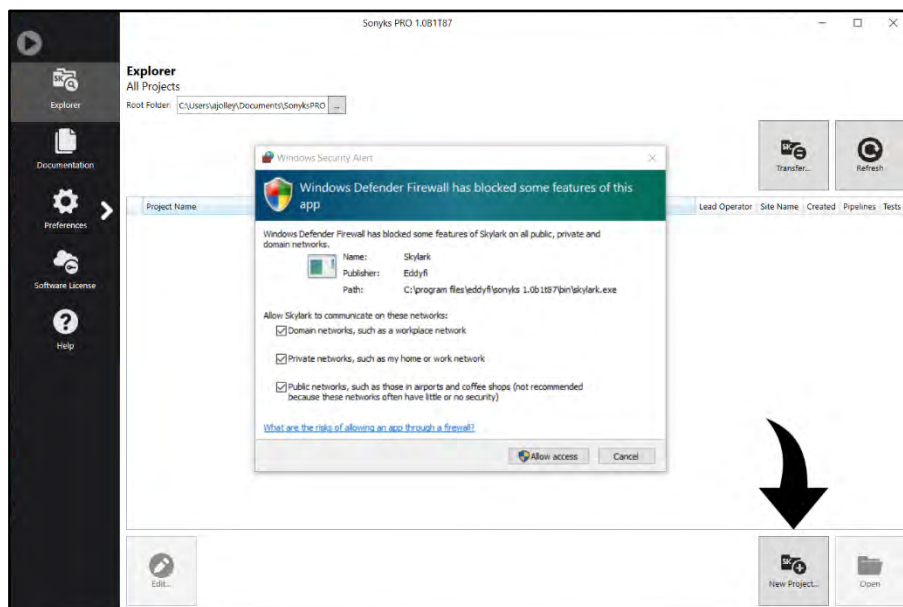 Sonyks PRO 1.0B1T87
Explorer
Documentation
Preferences
Software License
Help
Explorer
All Projects
Root Folder: C:\Users\ajolley\Documents\SonyksPRO ...
SK Transfer...
Refresh
Project Name
Lead Operator Site Name Created Pipelines Tests
Windows Security Alert
Windows Defender Firewall has blocked some features of this
app
Windows Defender Firewall has blocked some features of Skylark on all public, private and
domain networks.
Name: Skylark
Publisher: Eddyfi
Path: C:\program files\eddyfi\sonyks 1.0b1t87\bin\skylark.exe
Allow Skylark to communicate on these networks:
Domain networks, such as a workplace network
Private networks, such as my home or work network
Public networks, such as those in airports and coffee shops (not recommended
because these networks often have little or no security)
What are the risks of allowing an app through a firewall?
Allow access Cancel
Edit...
SK New Project...
Open